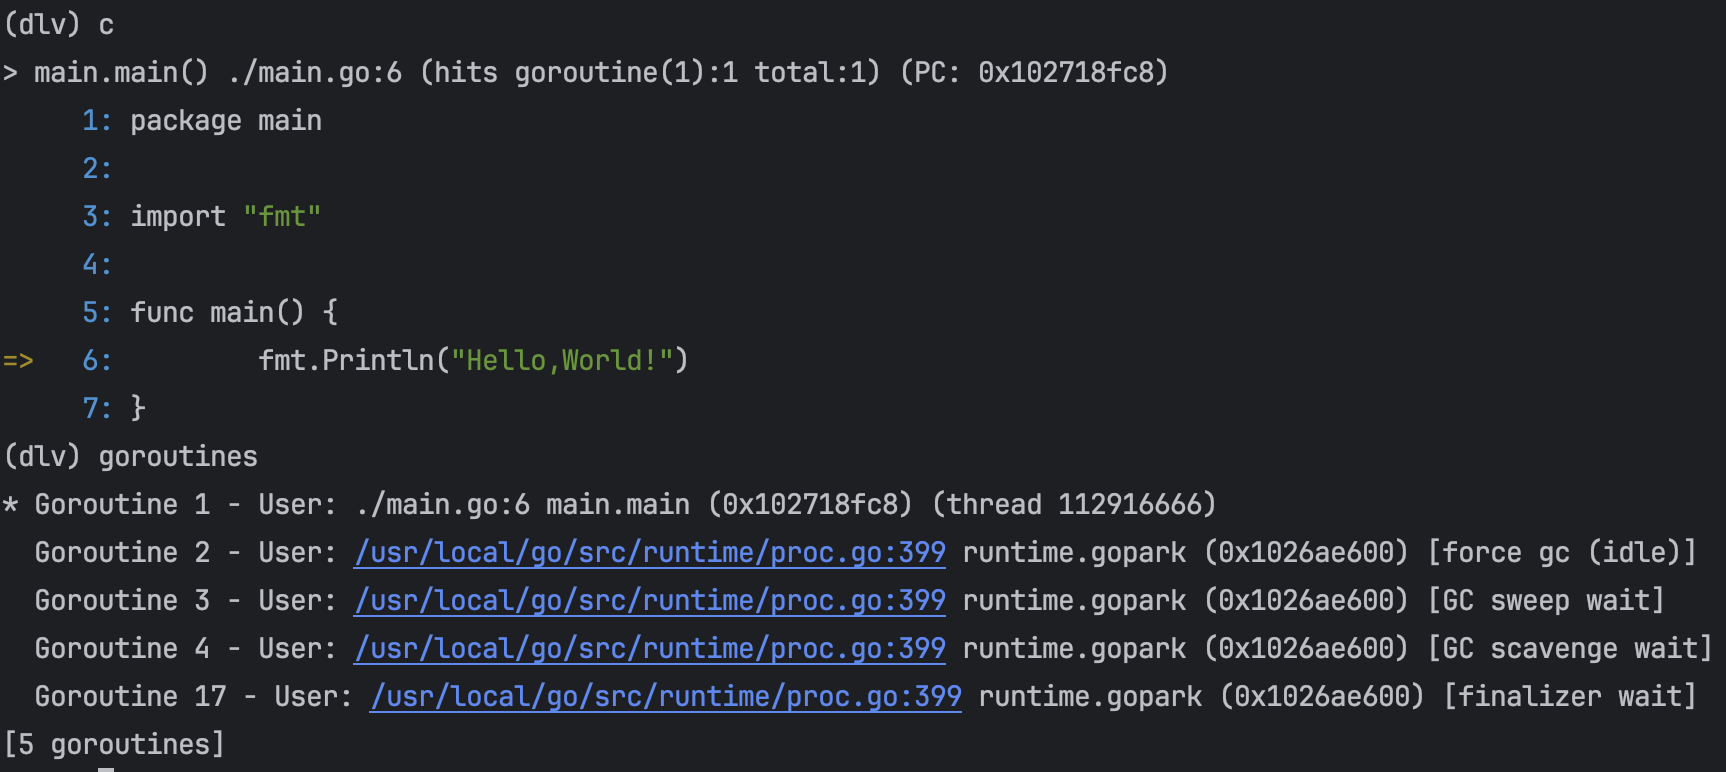 (dlv) c
> main.main() ./main.go:6 (hits goroutine(1):1 total:1) (PC: 0x102718fc8)
     1: package main
     2:
     3: import "fmt"
     4:
     5: func main() {
=>   6:         fmt.Println("Hello,World!")
     7: }
(dlv) goroutines
* Goroutine 1 - User: ./main.go:6 main.main (0x102718fc8) (thread 112916666)
  Goroutine 2 - User: /usr/local/go/src/runtime/proc.go:399 runtime.gopark (0x1026ae600) [force gc (idle)]
  Goroutine 3 - User: /usr/local/go/src/runtime/proc.go:399 runtime.gopark (0x1026ae600) [GC sweep wait]
  Goroutine 4 - User: /usr/local/go/src/runtime/proc.go:399 runtime.gopark (0x1026ae600) [GC scavenge wait]
  Goroutine 17 - User: /usr/local/go/src/runtime/proc.go:399 runtime.gopark (0x1026ae600) [finalizer wait]
[5 goroutines]